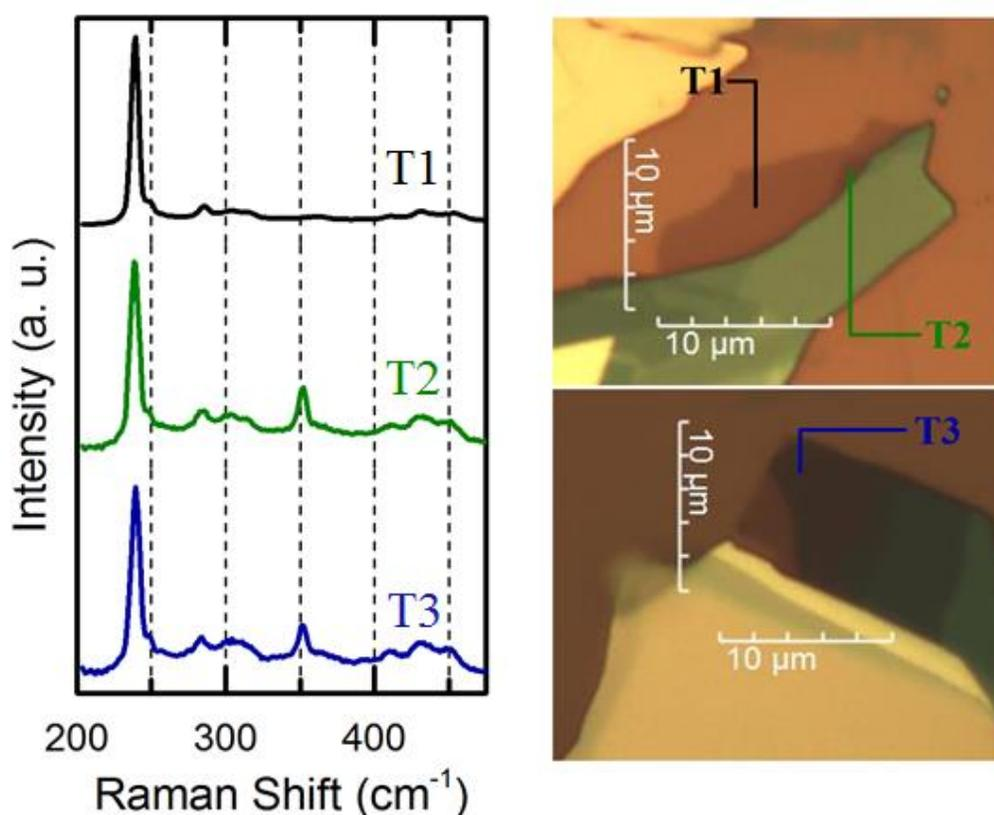 Intensity (a. u.)
T1
T2
T3
200 300 400
Raman Shift (cm⁻¹)
T1
10 μm
10 μm
T2
T3
10 μm
10 μm